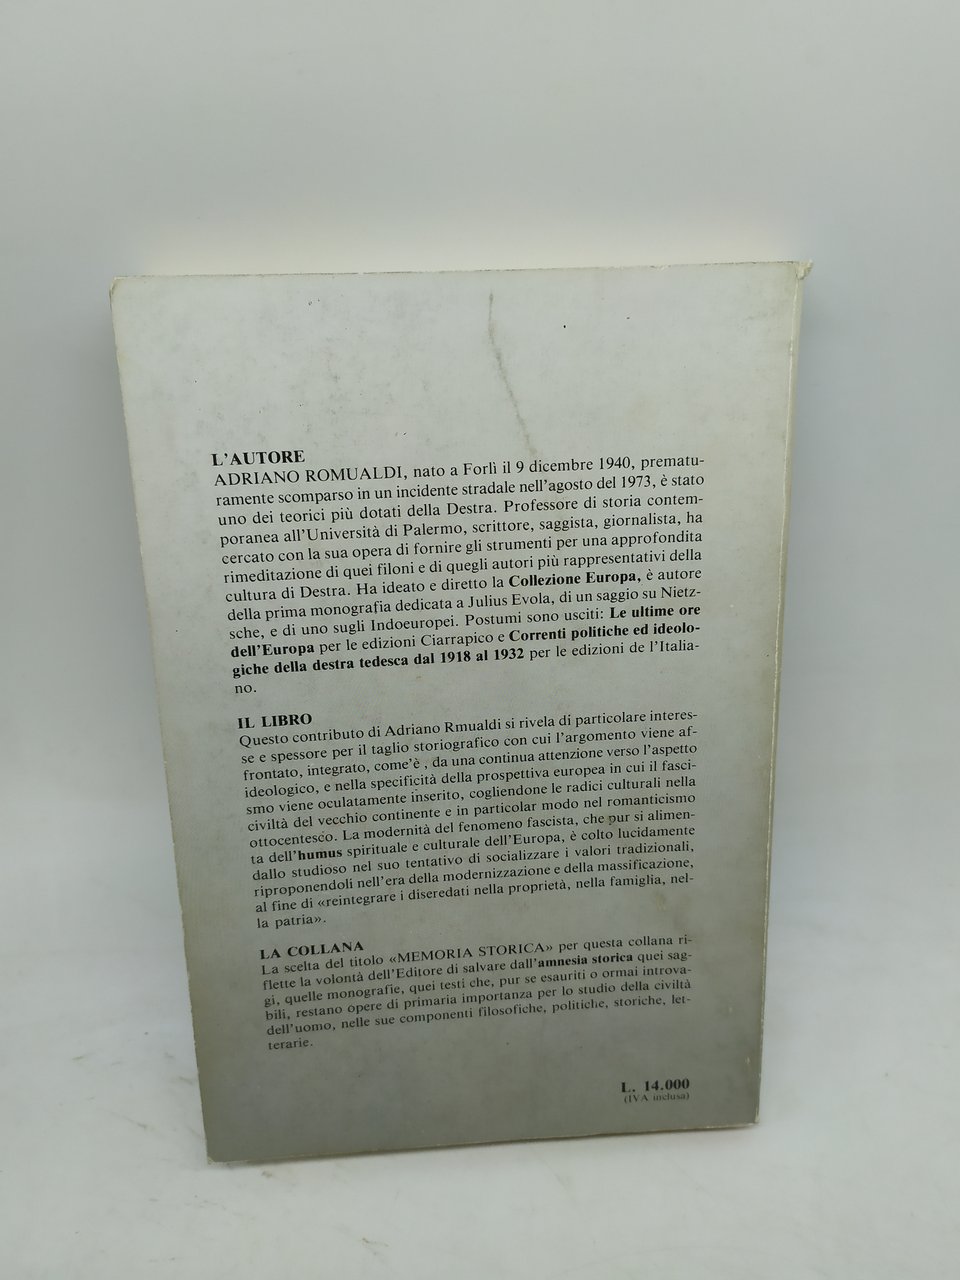 L'AUTORE
ADRIANO ROMUALDI, nato a Forlì il 9 dicembre 1940, prematu-
ramente scomparso in un incidente stradale nell'agosto del 1973, è stato
uno dei teorici più dotati della Destra. Professore di storia contem-
poranea all'Università di Palermo, scrittore, saggista, giornalista, ha
cercato con la sua opera di fornire gli strumenti per una approfondita
rimeditazione di quei filoni e di quegli autori più rappresentativi della
cultura di Destra. Ha ideato e diretto la Collezione Europa, è autore
della prima monografia dedicata a Julius Evola, di un saggio su Nietz-
sche, e di uno sugli Indoeuropei. Postumi sono usciti: Le ultime ore
dell'Europa per le edizioni Ciarrapico e Correnti politiche ed ideolo-
giche della destra tedesca dal 1918 al 1932 per le edizioni de l'Italia-
no.
IL LIBRO
Questo contributo di Adriano Rmualdi si rivela di particolare interes-
se e spessore per il taglio storiografico con cui l'argomento viene af-
frontato, integrato, come'è , da una continua attenzione verso l'aspetto
ideologico, e nella specificità della prospettiva europea in cui il fasci-
smo viene oculatamente inserito, cogliendone le radici culturali nella
civiltà del vecchio continente e in particolar modo nel romanticismo
ottocentesco. La modernità del fenomeno fascista, che pur si alimen-
ta dell'humus spirituale e culturale dell'Europa, è colto lucidamente
dallo studioso nel suo tentativo di socializzare i valori tradizionali,
riproponendoli nell'era della modernizzazione e della massificazione,
al fine di «reintegrare i diseredati nella proprietà, nella famiglia, nel-
la patria».
LA COLLANA
La scelta del titolo «MEMORIA STORICA» per questa collana ri-
flette la volontà dell'Editore di salvare dall'amnesia storica quei sag-
gi, quelle monografie, quei testi che, pur se esauriti o ormai introva-
bili, restano opere di primaria importanza per lo studio della civiltà
dell'uomo, nelle sue componenti filosofiche, politiche, storiche, let-
terarie.
L. 14.000
(IVA inclusa)